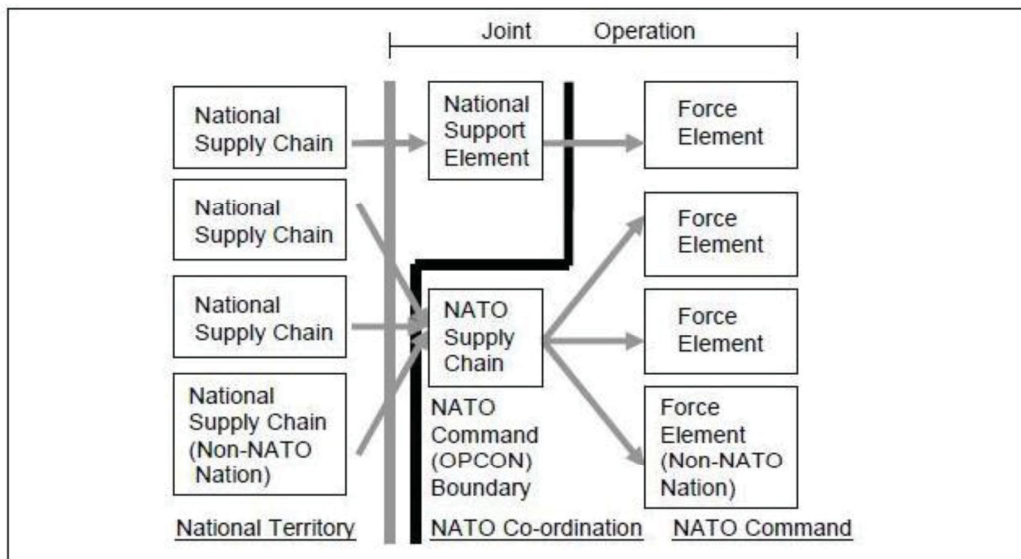 Joint Operation
National
Supply Chain
National
Support
Element
Force
Element
National
Supply Chain
Force
Element
National
Supply Chain
NATO
Supply
Chain
Force
Element
National
Supply Chain
(Non-NATO
Nation)
NATO
Command
(OPCON)
Boundary
Force
Element
(Non-NATO
Nation)
National Territory
NATO Co-ordination
NATO Command